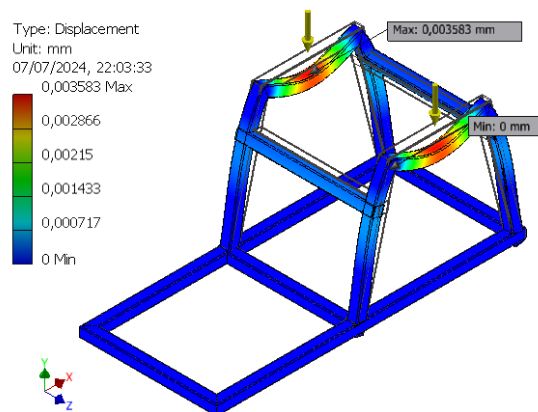 Type: Displacement
Unit: mm
07/07/2024, 22:03:33
0,003583 Max
0,002866
0,00215
0,001433
0,000717
0 Min
Max: 0,003583 mm
Min: 0 mm
Y
X
Z